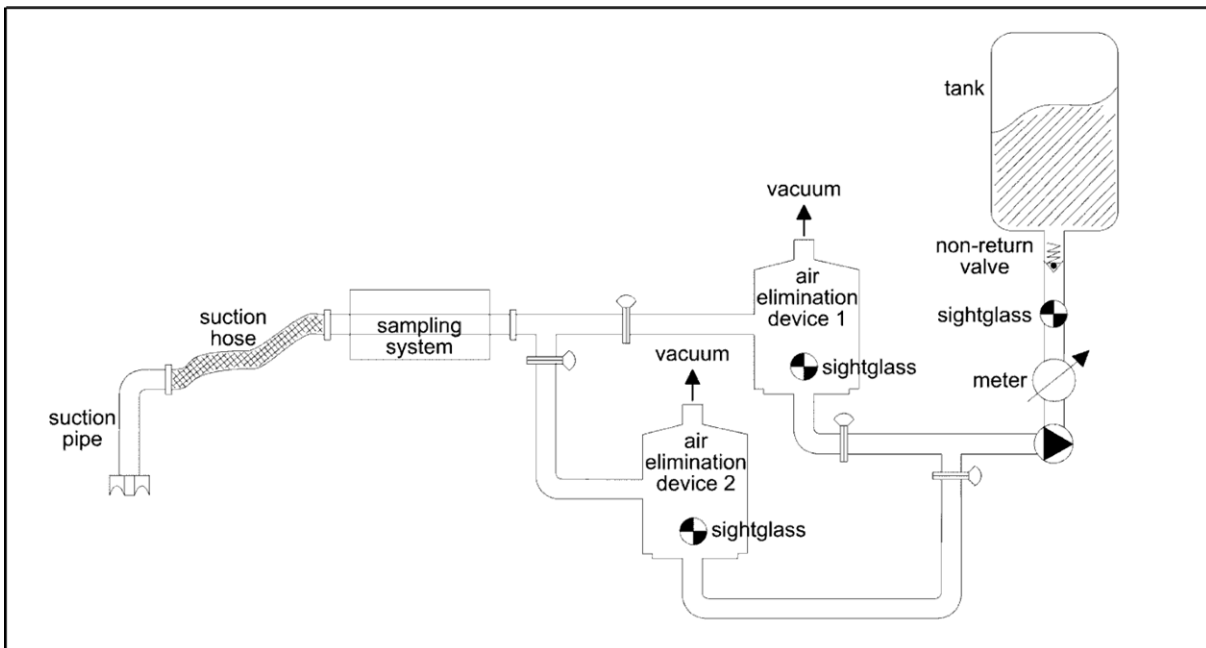 tank
vacuum
non-return
valve
air
elimination
device 1
suction
hose
sampling
system
sightglass
vacuum
sightglass
meter
suction
pipe
air
elimination
device 2
sightglass